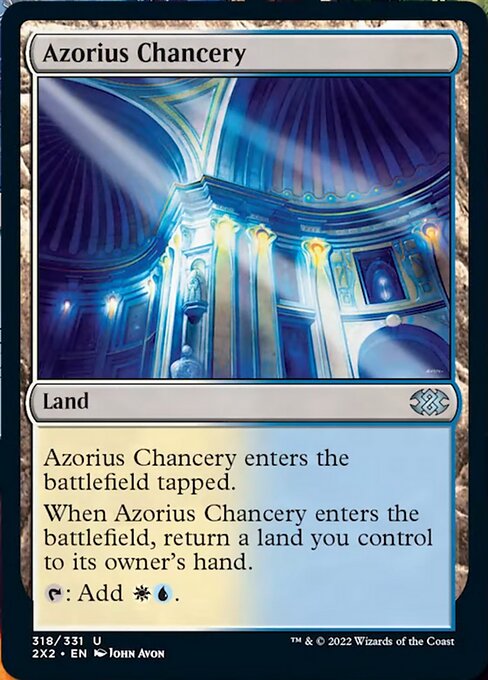 Azorius Chancery
Land
Azorius Chancery enters the
battlefield tapped.
When Azorius Chancery enters the
battlefield, return a land you control
to its owner's hand.
: Add .
318/331 U
2X2 • EN John Avon
™ & © 2022 Wizards of the Coast